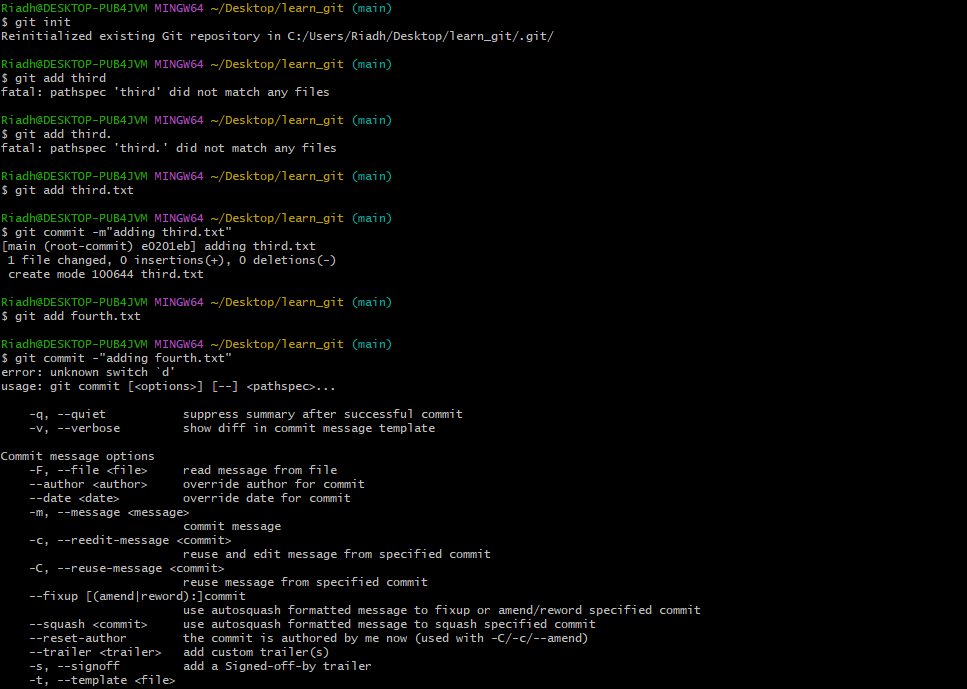 Riadh@DESKTOP-PUB4JVM MINGW64 ~/Desktop/learn_git (main)
$ git init
Reinitialized existing Git repository in C:/Users/Riadh/Desktop/learn_git/.git/
Riadh@DESKTOP-PUB4JVM MINGW64 ~/Desktop/learn_git (main)
$ git add third
fatal: pathspec 'third' did not match any files
Riadh@DESKTOP-PUB4JVM MINGW64 ~/Desktop/learn_git (main)
$ git add third.
fatal: pathspec 'third.' did not match any files
Riadh@DESKTOP-PUB4JVM MINGW64 ~/Desktop/learn_git (main)
$ git add third.txt
Riadh@DESKTOP-PUB4JVM MINGW64 ~/Desktop/learn_git (main)
$ git commit -m"adding third.txt"
[main (root-commit) e0201eb] adding third.txt
 1 file changed, 0 insertions(+), 0 deletions(-)
 create mode 100644 third.txt
Riadh@DESKTOP-PUB4JVM MINGW64 ~/Desktop/learn_git (main)
$ git add fourth.txt
Riadh@DESKTOP-PUB4JVM MINGW64 ~/Desktop/learn_git (main)
$ git commit -"adding fourth.txt"
error: unknown switch `d'
usage: git commit [<options>] [--] <pathspec>...
    -q, --quiet           suppress summary after successful commit
    -v, --verbose         show diff in commit message template
Commit message options
    -F, --file <file>     read message from file
    --author <author>     override author for commit
    --date <date>         override date for commit
    -m, --message <message>
                          commit message
    -c, --reedit-message <commit>
                          reuse and edit message from specified commit
    -C, --reuse-message <commit>
                          reuse message from specified commit
    --fixup [(amend|reword):]commit
                          use autosquash formatted message to fixup or amend/reword specified commit
    --squash <commit>     use autosquash formatted message to squash specified commit
    --reset-author        the commit is authored by me now (used with -C/-c/--amend)
    --trailer <trailer>   add custom trailer(s)
    -s, --signoff         add a Signed-off-by trailer
    -t, --template <file>